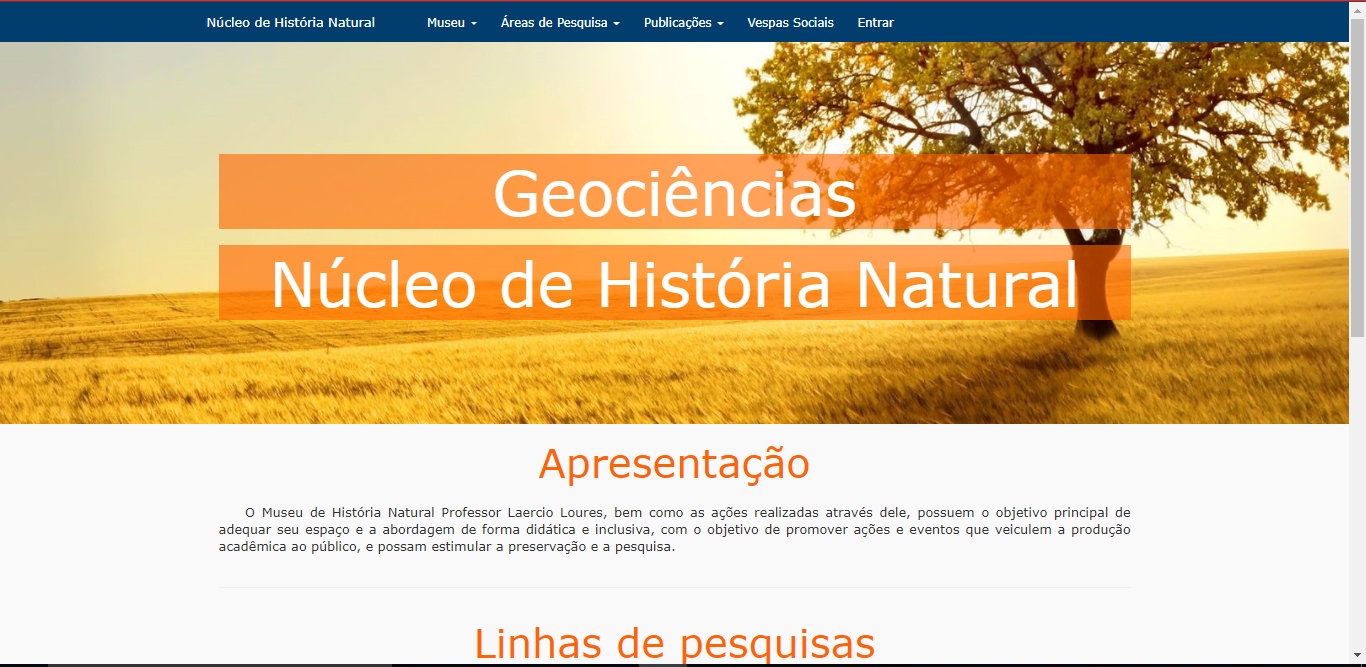 Núcleo de História Natural Museu Áreas de Pesquisa Publicações Vespas Sociais Entrar
Geociências
Núcleo de História Natural
Apresentação
O Museu de História Natural Professor Laercio Loures, bem como as ações realizadas através dele, possuem o objetivo principal de
adequar seu espaço e a abordagem de forma didática e inclusiva, com o objetivo de promover ações e eventos que veiculem a produção
acadêmica ao público, e possam estimular a preservação e a pesquisa.
Linhas de pesquisas